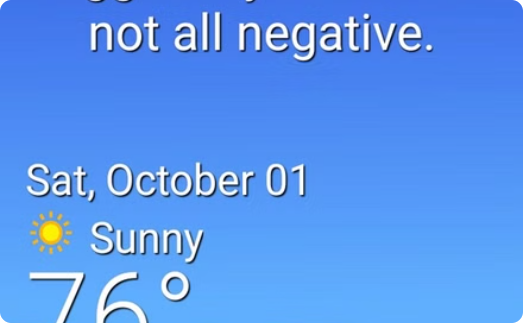 not all negative.
Sat, October 01
Sunny
76°